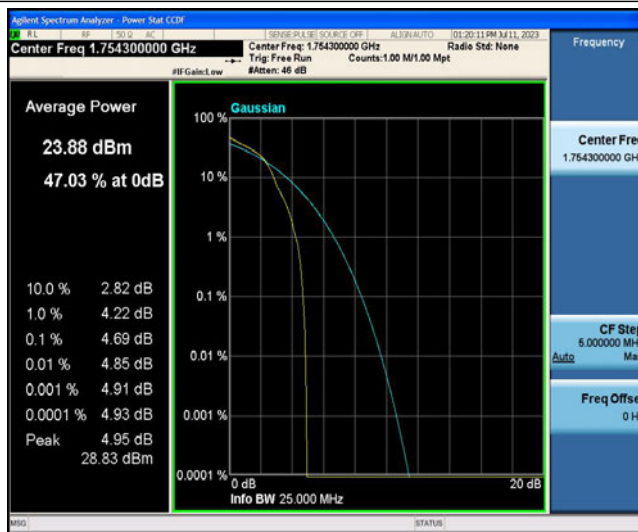 Agilent Spectrum Analyzer - Power Stat CCDF
RL RF 50 Ω AC SENSE:PULSE SOURCE OFF ALIGN AUTO 01:20:11 PM Jul 11, 2023
Center Freq 1.754300000 GHz
Center Freq: 1.754300000 GHz Radio Std: None
Trig: Free Run Counts:1.00 M/1.00 Mpt
#IFGain:Low #Atten: 46 dB
Frequency
Average Power
23.88 dBm
47.03 % at 0dB
10.0 % 2.82 dB
1.0 % 4.22 dB
0.1 % 4.69 dB
0.01 % 4.85 dB
0.001 % 4.91 dB
0.0001 % 4.93 dB
Peak 4.95 dB
28.83 dBm
Gaussian
100 %
10 %
1 %
0.1 %
0.01 %
0.001 %
0.0001 %
0 dB 20 dB
Info BW 25.000 MHz
Center Fre
1.754300000 GH
CF Step
5.000000 MH
Auto Ma
Freq Offse
0 H
MSG STATUS